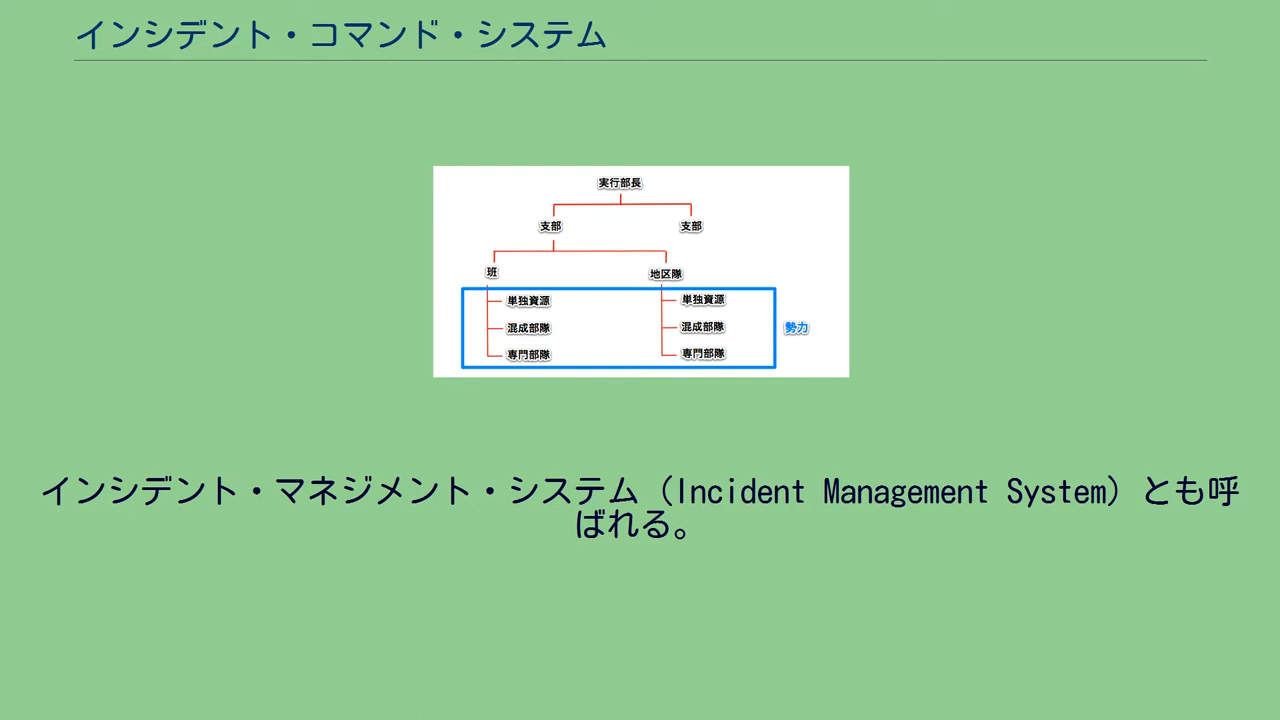 インシデント・コマンド・システム
実行部長
支部 支部
班 地区隊
単独資源 単独資源
混成部隊 混成部隊 勢力
専門部隊 専門部隊
インシデント・マネジメント・システム（Incident Management System）とも呼
ばれる。